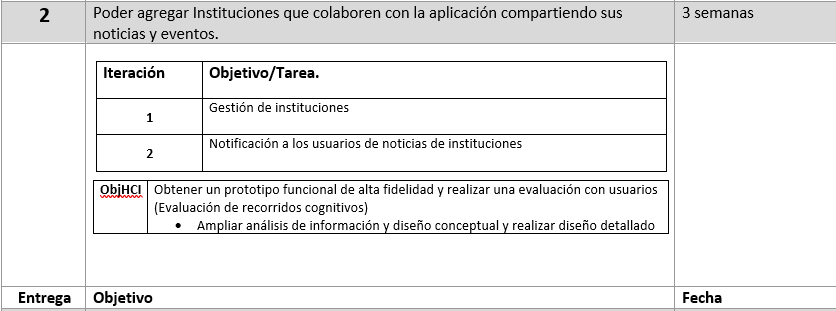 2
Poder agregar Instituciones que colaboren con la aplicación compartiendo sus
noticias y eventos.
3 semanas
Iteración Objetivo/Tarea.
1 Gestión de instituciones
2 Notificación a los usuarios de noticias de instituciones
ObjHCI Obtener un prototipo funcional de alta fidelidad y realizar una evaluación con usuarios
(Evaluación de recorridos cognitivos)
• Ampliar análisis de información y diseño conceptual y realizar diseño detallado
Entrega Objetivo Fecha